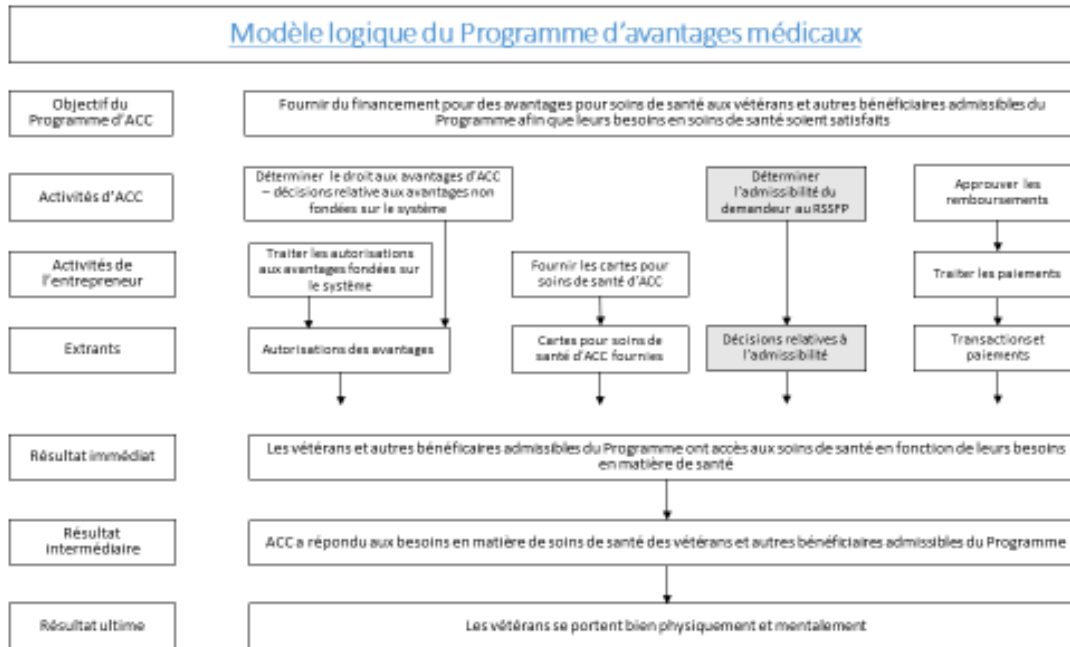 Modèle logique du Programme d'avantages médicaux
Objectif du
Programme d'ACC
Fournir du financement pour des avantages pour soins de santé aux vétérans et autres bénéficiaires admissibles du
Programme afin que leurs besoins en soins de santé soient satisfaits
Activités d'ACC
Déterminer le droit aux avantages d'ACC
– décisions relative aux avantages non
fondées sur le système
Déterminer
l'admissibilité du
demandeur au RSSFP
Approuver les
remboursements
Activités de
l'entrepreneur
Traiter les autorisations
aux avantages fondées sur
le système
Fournir les cartes pour
soins de santé d'ACC
Traiter les paiements
Extrants
Autorisations des avantages
Cartes pour soins de
santé d'ACC fournies
Décisions relatives à
l'admissibilité
Transactions et
paiements
Résultat immédiat
Les vétérans et autres bénéficaires admissibles du Programme ont accès aux soins de santé en fonction de leurs besoins
en matière de santé
Résultat
intermédiaire
ACC a répondu aux besoins en matière de soins de santé des vétérans et autres bénéficiaires admissibles du Programme
Résultat ultime
Les vétérans se portent bien physiquement et mentalement